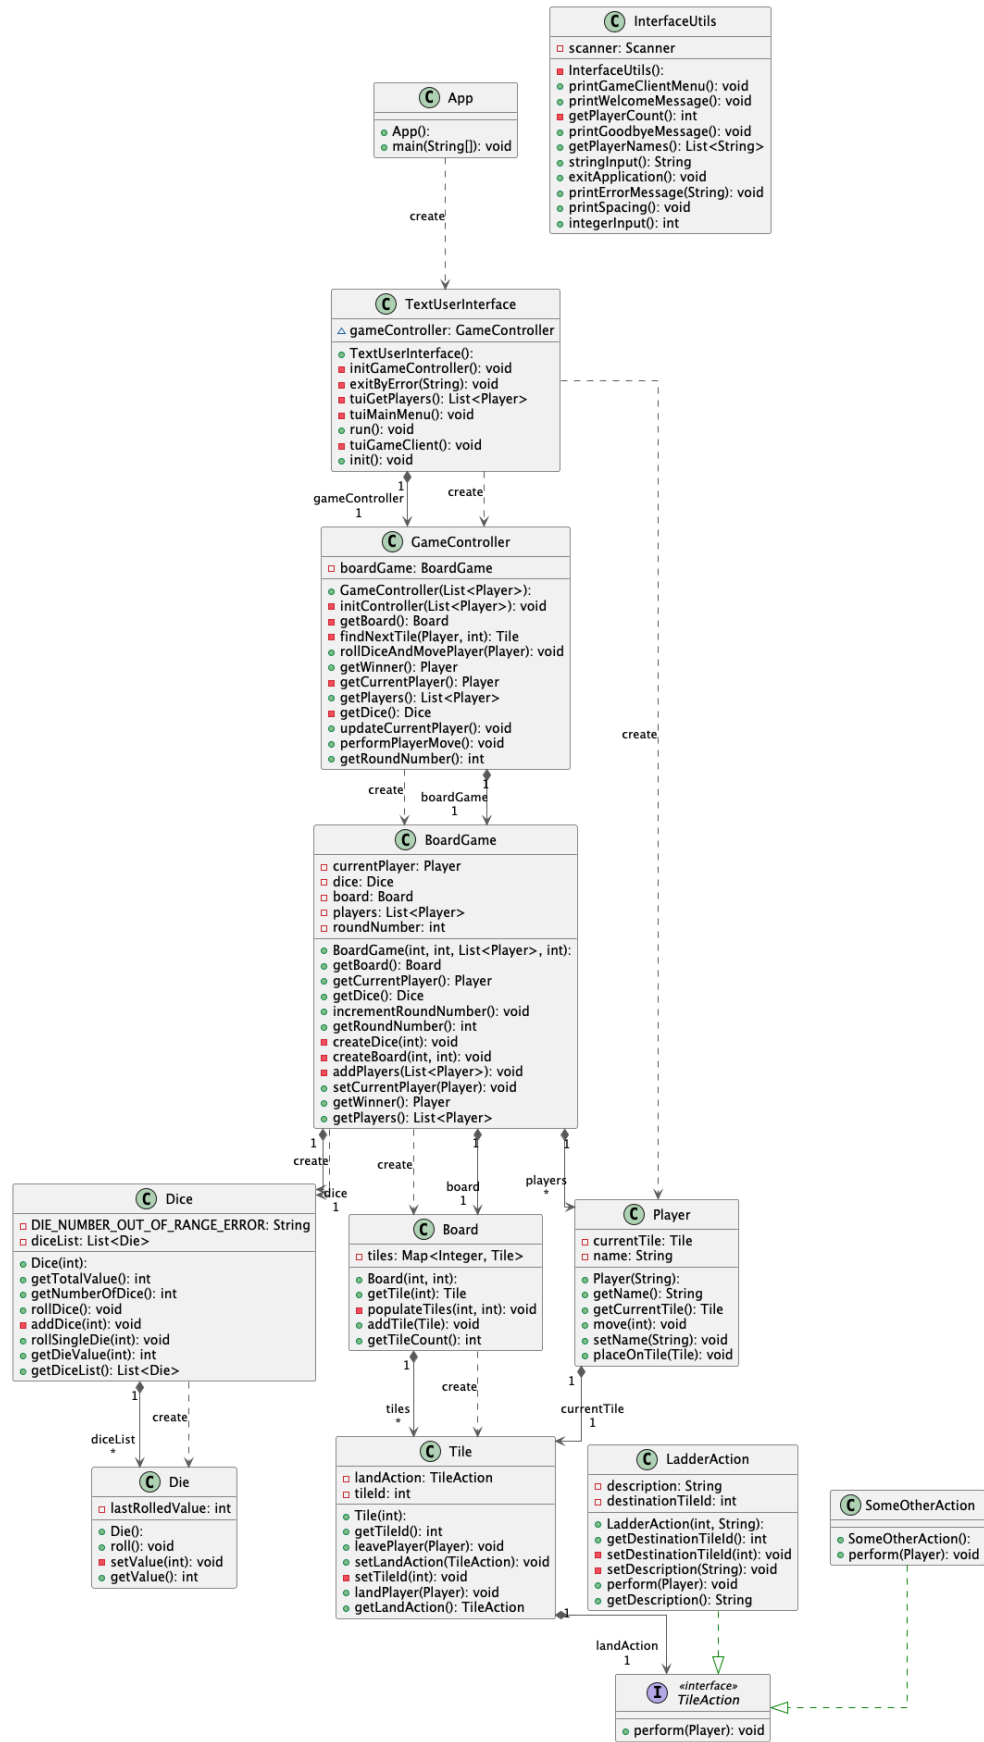 C InterfaceUtils
scanner: Scanner
InterfaceUtils():
printGameClientMenu(): void
printWelcomeMessage(): void
getPlayerCount(): int
printGoodbyeMessage(): void
getPlayerNames(): List<String>
stringInput(): String
exitApplication(): void
printErrorMessage(String): void
printSpacing(): void
integerInput(): int
C App
App():
main(String[]): void
create
C TextUserInterface
gameController: GameController
TextUserInterface():
initGameController(): void
exitByError(String): void
tuiGetPlayers(): List<Player>
tuiMainMenu(): void
run(): void
tuiGameClient(): void
init(): void
1
gameController
1
create
create
C GameController
boardGame: BoardGame
GameController(List<Player>):
initController(List<Player>): void
getBoard(): Board
findNextTile(Player, int): Tile
rollDiceAndMovePlayer(Player): void
getWinner(): Player
getCurrentPlayer(): Player
getPlayers(): List<Player>
getDice(): Dice
updateCurrentPlayer(): void
performPlayerMove(): void
getRoundNumber(): int
create
1
boardGame
1
C BoardGame
currentPlayer: Player
dice: Dice
board: Board
players: List<Player>
roundNumber: int
BoardGame(int, int, List<Player>, int):
getBoard(): Board
getCurrentPlayer(): Player
getDice(): Dice
incrementRoundNumber(): void
getRoundNumber(): int
createDice(int): void
createBoard(int, int): void
addPlayers(List<Player>): void
setCurrentPlayer(Player): void
getWinner(): Player
getPlayers(): List<Player>
1
create
dice
1
create
1
board
1
1
players
*
C Dice
DIE_NUMBER_OUT_OF_RANGE_ERROR: String
diceList: List<Die>
Dice(int):
getTotalValue(): int
getNumberOfDice(): int
rollDice(): void
addDice(int): void
rollSingleDie(int): void
getDieValue(int): int
getDiceList(): List<Die>
C Board
tiles: Map<Integer, Tile>
Board(int, int):
getTile(int): Tile
populateTiles(int, int): void
addTile(Tile): void
getTileCount(): int
C Player
currentTile: Tile
name: String
Player(String):
getName(): String
getCurrentTile(): Tile
move(int): void
setName(String): void
placeOnTile(Tile): void
1
diceList
*
create
1
tiles
*
create
1
currentTile
1
C Die
lastRolledValue: int
Die():
roll(): void
setValue(int): void
getValue(): int
C Tile
landAction: TileAction
tileId: int
Tile(int):
getTileId(): int
leavePlayer(Player): void
setLandAction(TileAction): void
setTileId(int): void
landPlayer(Player): void
getLandAction(): TileAction
C LadderAction
description: String
destinationTileId: int
LadderAction(int, String):
getDestinationTileId(): int
setDestinationTileId(int): void
setDescription(String): void
perform(Player): void
getDescription(): String
C SomeOtherAction
SomeOtherAction():
perform(Player): void
1
landAction
1
I «interface»
TileAction
perform(Player): void